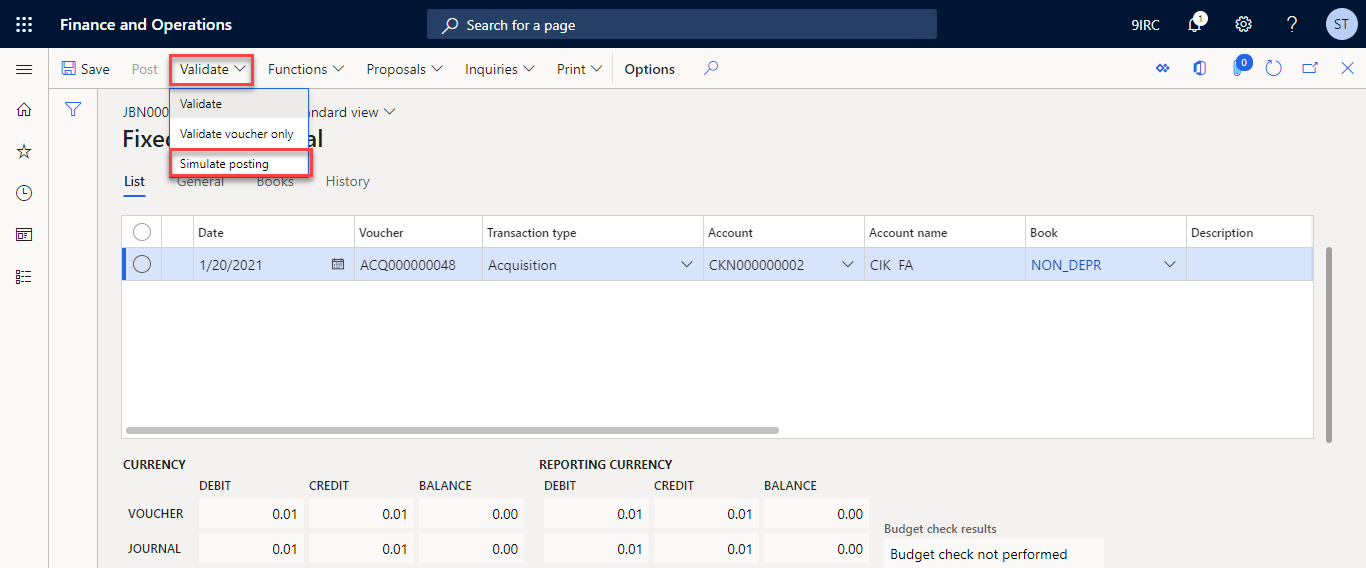 Finance and Operations
Search for a page
9IRC
1
?
ST
Save Post Validate Functions Proposals Inquiries Print Options
0
Validate
Validate voucher only
Simulate posting
JBN000 ndard view
Fixe al
List General Books History
Date Voucher Transaction type Account Account name Book Description
1/20/2021 ACQ000000048 Acquisition CKN000000002 CIK FA NON_DEPR
CURRENCY REPORTING CURRENCY
DEBIT CREDIT BALANCE DEBIT CREDIT BALANCE
VOUCHER 0.01 0.01 0.00 0.01 0.01 0.00
Budget check results
JOURNAL 0.01 0.01 0.00 0.01 0.01 0.00
Budget check not performed